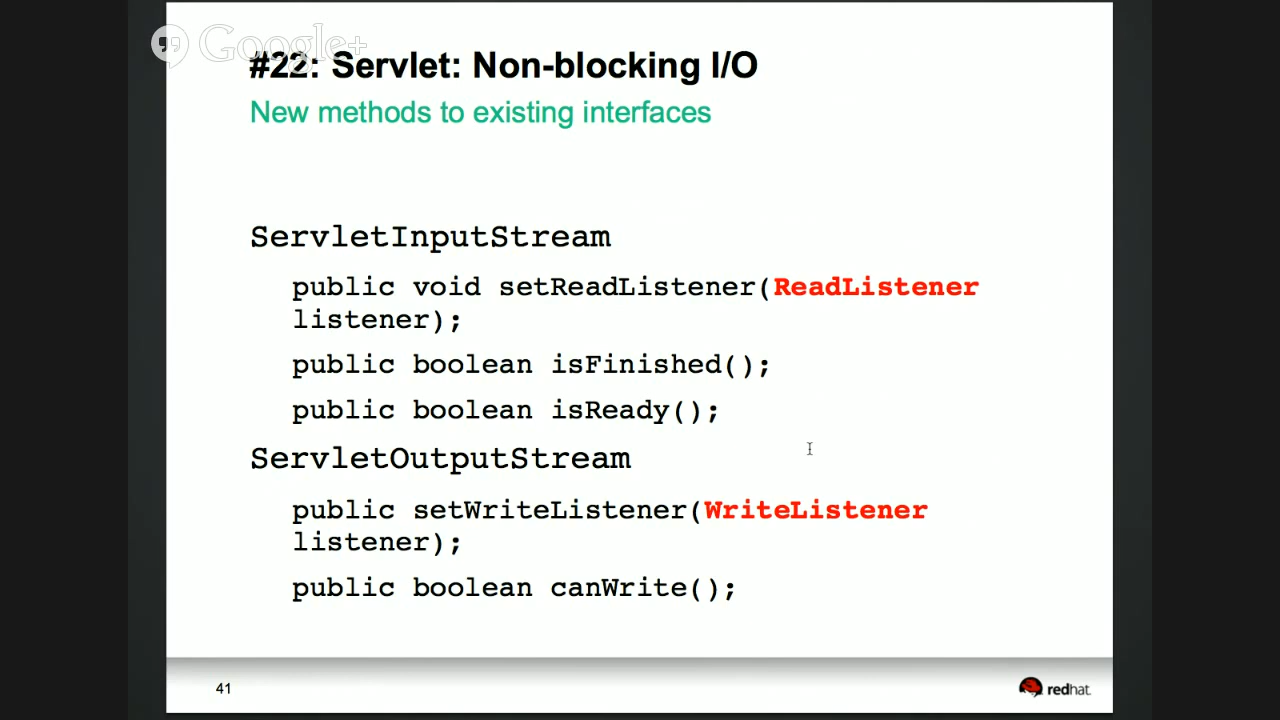 Google+
#22: Servlet: Non-blocking I/O
New methods to existing interfaces
ServletInputStream
public void setReadListener(ReadListener
listener);
public boolean isFinished();
public boolean isReady();
ServletOutputStream
public setWriteListener(WriteListener
listener);
public boolean canWrite();
41
redhat.